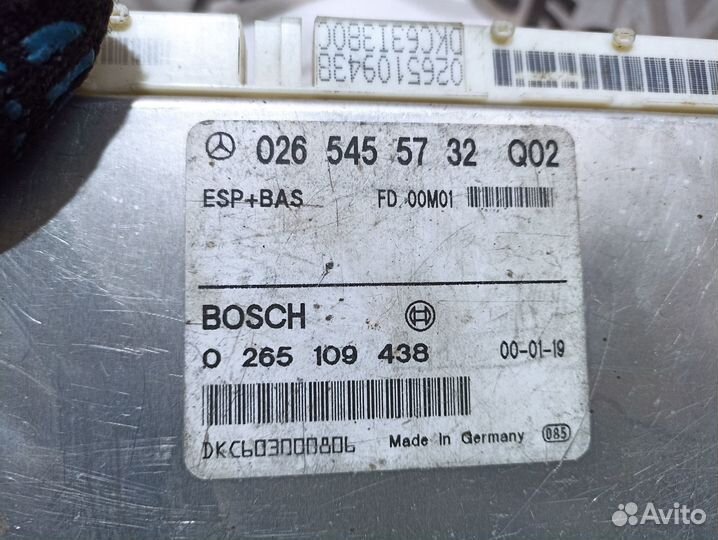 0265109438
DKC63T3B0C
026 545 57 32 Q02
ESP+BAS FD 00M01
BOSCH
0 265 109 438 00-01-19
DKC603000806 Made In Germany 085
Avito